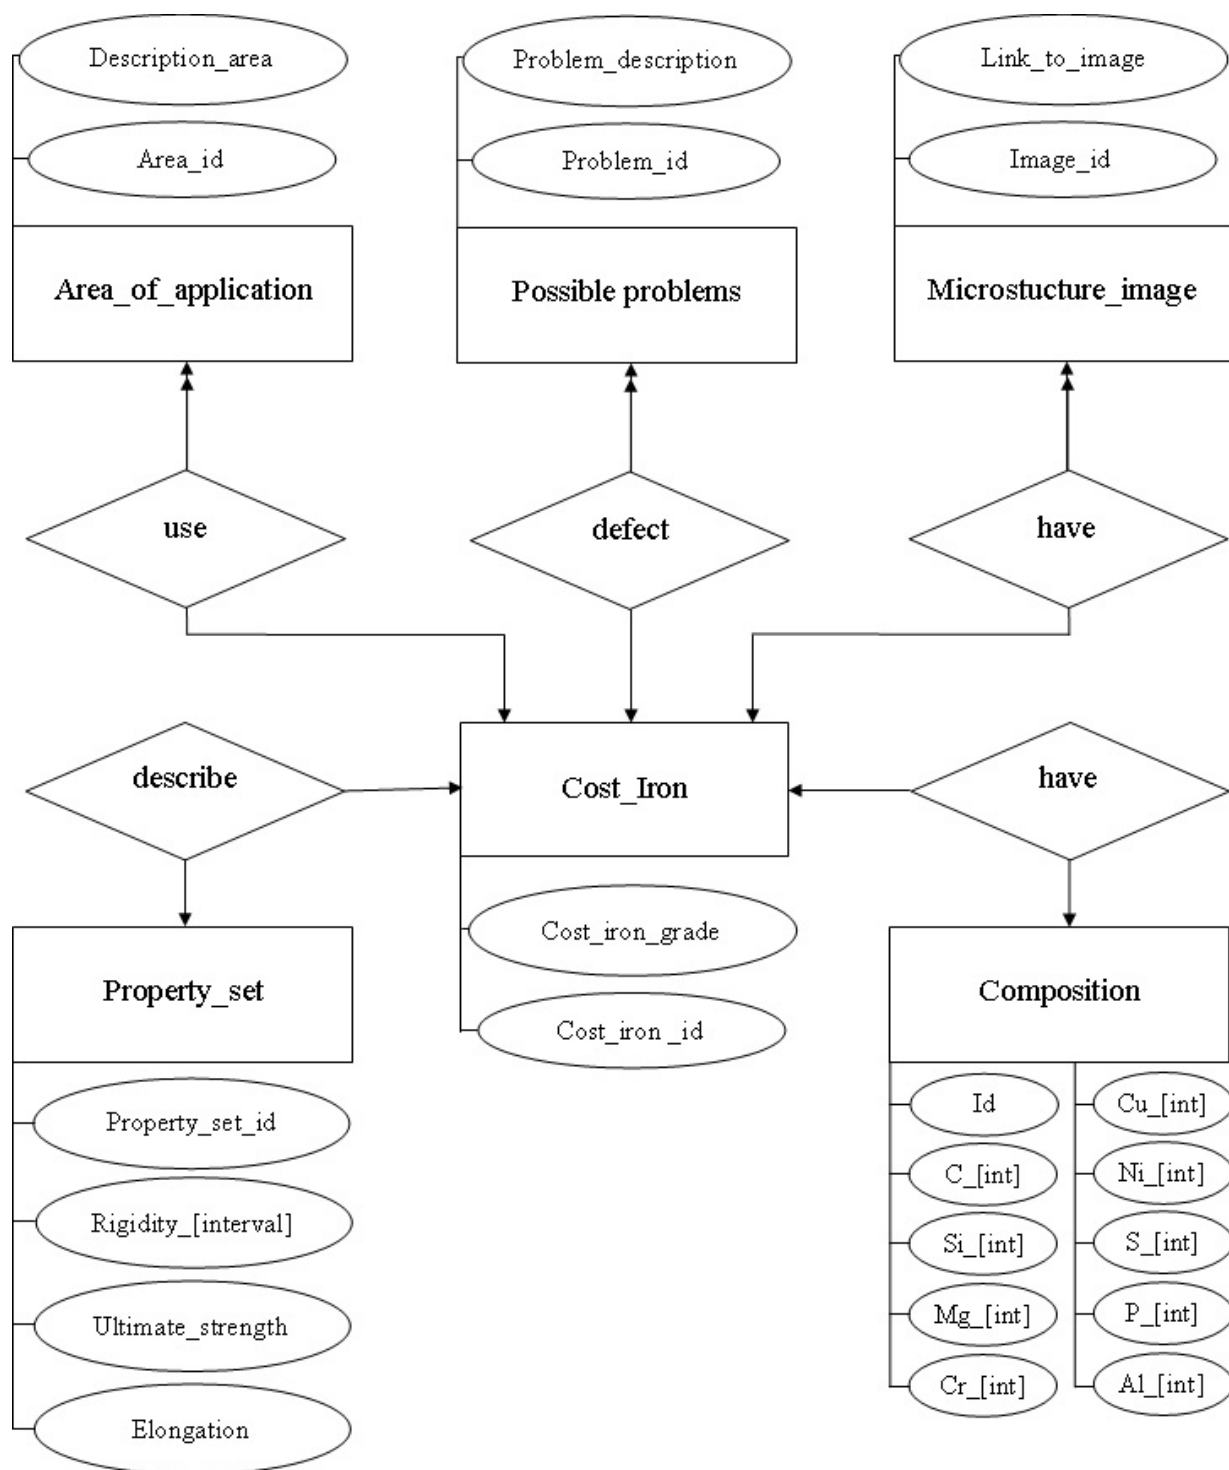 Description_area
Problem_description
Link_to_image
Area_id
Problem_id
Image_id
Area_of_application
Possible problems
Microstucture_image
use
defect
have
describe
Cost_Iron
have
Cost_iron_grade
Property_set
Composition
Cost_iron _id
Property_set_id
Id
Cu_[int]
C_[int]
Ni_[int]
Rigidity_[interval]
Si_[int]
S_[int]
Ultimate_strength
Mg_[int]
P_[int]
Cr_[int]
Al_[int]
Elongation